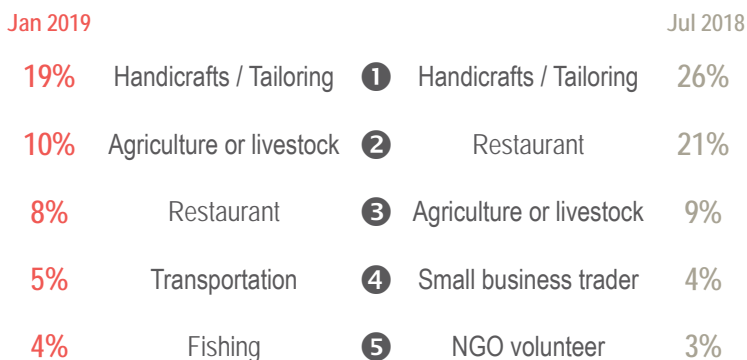 Jan 2019 Jul 2018
19% Handicrafts / Tailoring 1 Handicrafts / Tailoring 26%
10% Agriculture or livestock 2 Restaurant 21%
8% Restaurant 3 Agriculture or livestock 9%
5% Transportation 4 Small business trader 4%
4% Fishing 5 NGO volunteer 3%